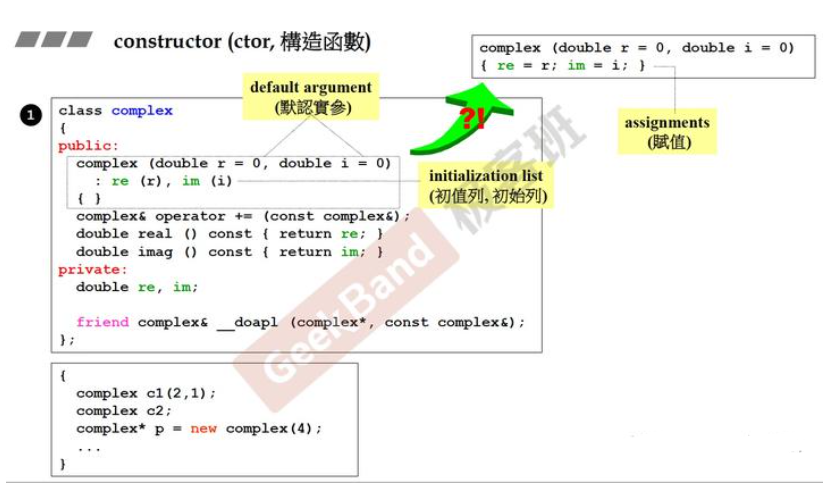 constructor (ctor, 構造函數)
complex (double r = 0, double i = 0)
{ re = r; im = i; }
assignments
(賦值)
default argument
(默認實參)
?!
initialization list
(初值列, 初始列)
1
class complex
{
public:
complex (double r = 0, double i = 0)
: re (r), im (i)
{ }
complex& operator += (const complex&);
double real () const { return re; }
double imag () const { return im; }
private:
double re, im;
friend complex& __doapl (complex*, const complex&);
};
{
complex c1(2,1);
complex c2;
complex* p = new complex(4);
...
}
GeekBand 极客班